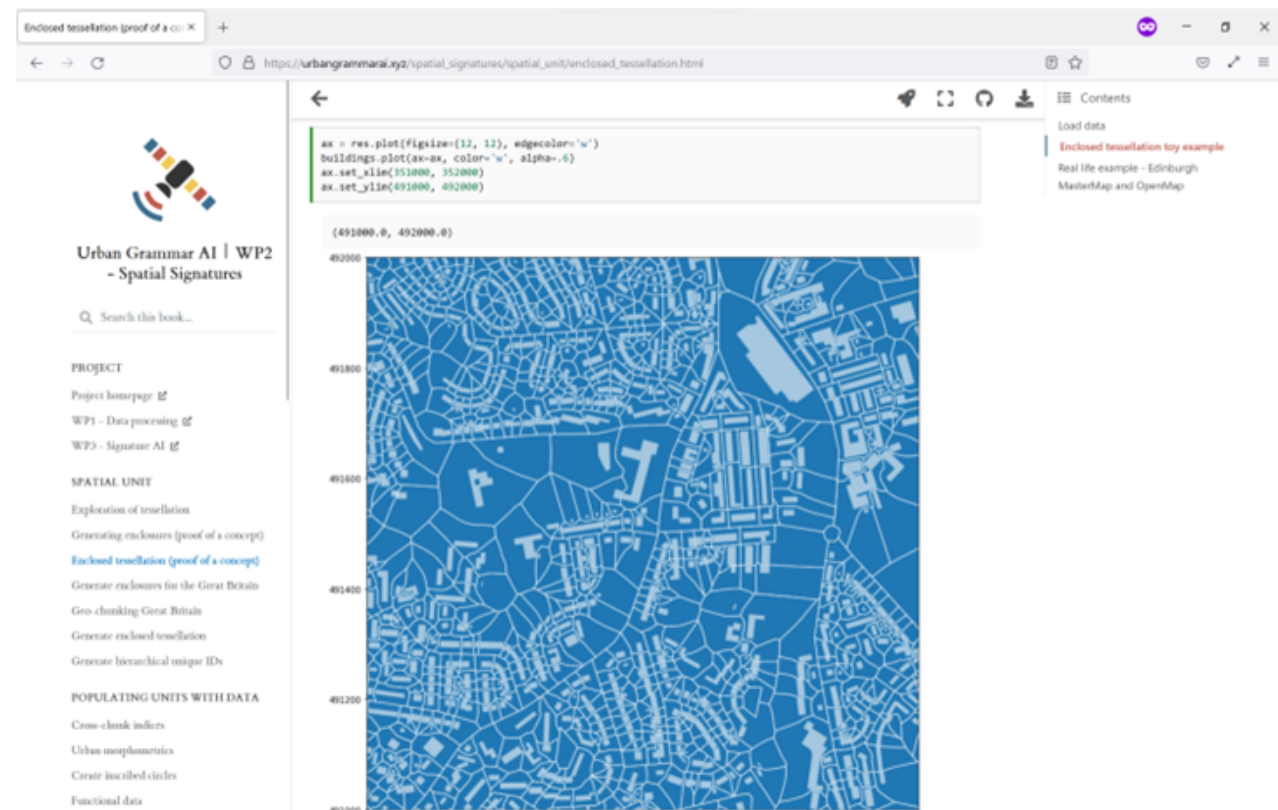 Enclosed tessellation (proof of a co
https://urbangrammarai.xyz/spatial_signatures/spatial_unit/enclosed_tessellation.html
Urban Grammar AI | WP2
- Spatial Signatures
Search this book...
PROJECT
Project homepage
WP1 - Data processing
WP3 - Signature AI
SPATIAL UNIT
Exploration of tessellation
Generating enclosures (proof of a concept)
Enclosed tessellation (proof of a concept)
Generate enclosures for the Great Britain
Geo-chunking Great Britain
Generate enclosed tessellation
Generate hierarchical unique IDs
POPULATING UNITS WITH DATA
Cross-chunk indices
Urban morphometrics
Create inscribed circles
Functional data
ax = res.plot(figsize=(12, 12), edgecolor='w')
buildings.plot(ax=ax, color='w', alpha=.6)
ax.set_xlim(351000, 352000)
ax.set_ylim(491000, 492000)
(491000.0, 492000.0)
492000
491800
491600
491400
491200
491000
Contents
Load data
Enclosed tessellation toy example
Real life example - Edinburgh
MasterMap and OpenMap